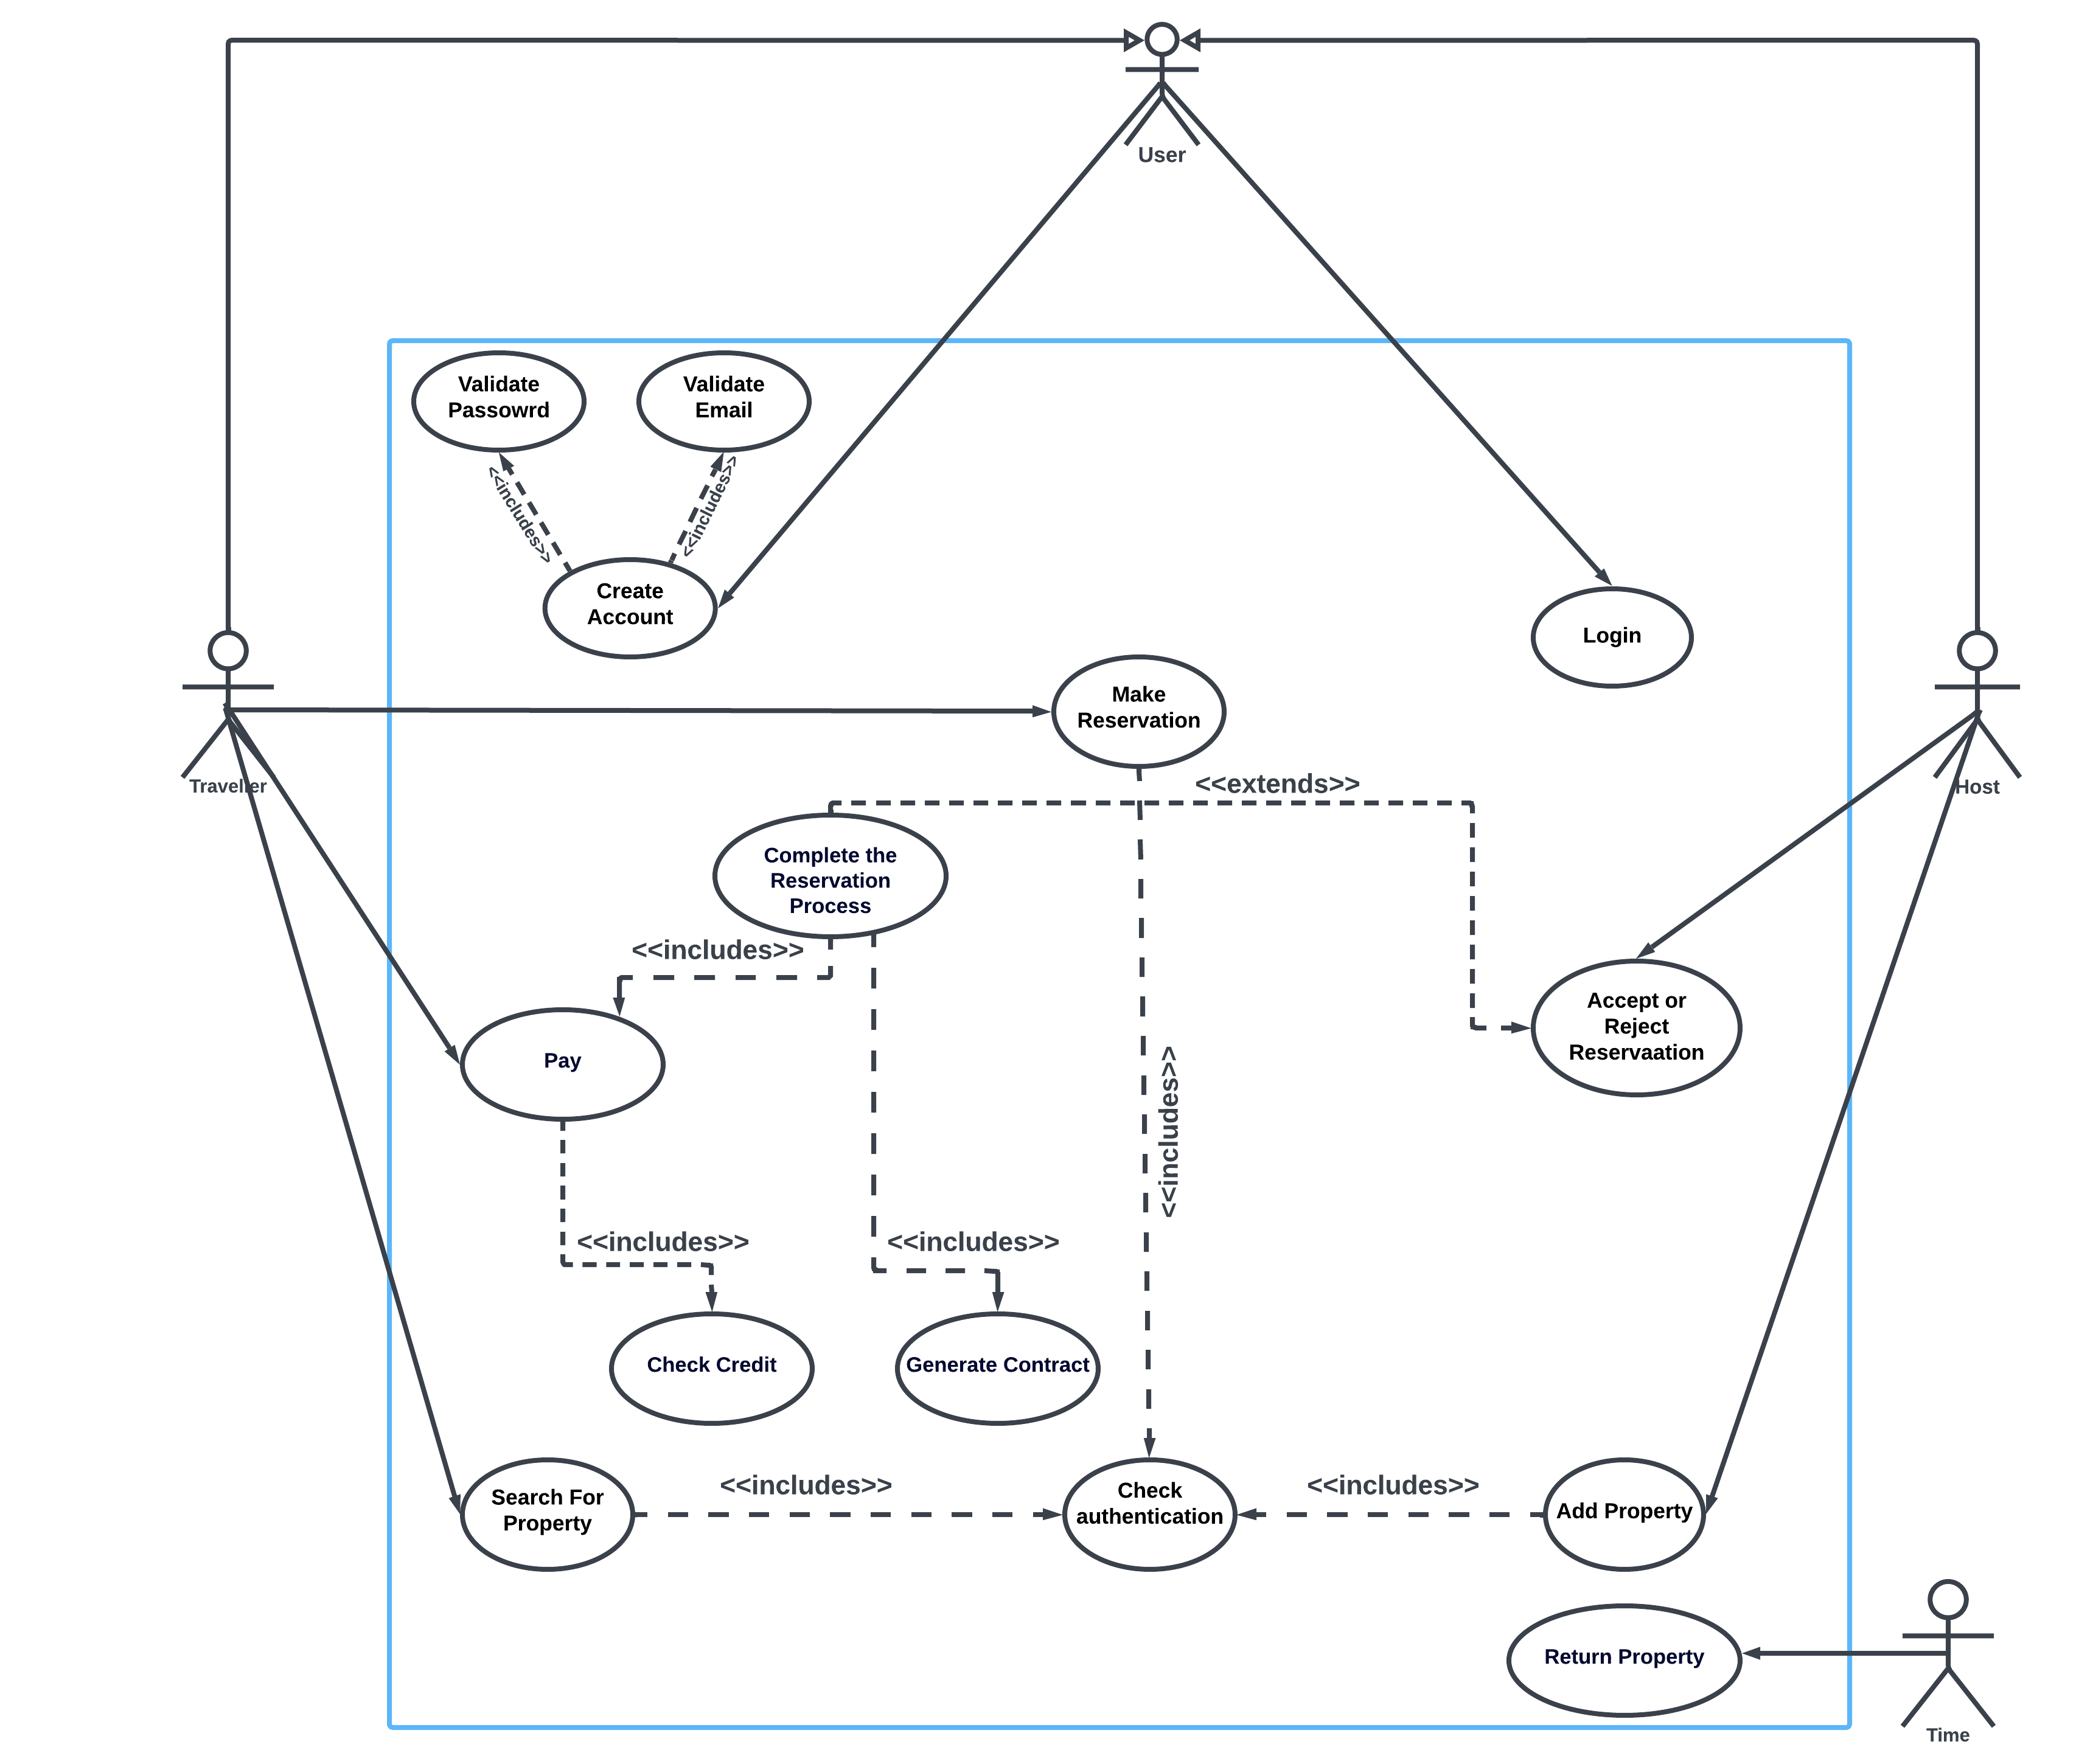 User
Validate
Passowrd
Validate
Email
<<includes>>
<<includes>>
Create
Account
Login
Make
Reservation
Traveller
Host
<<extends>>
Complete the
Reservation
Process
<<includes>>
Accept or
Reject
Reservaation
Pay
<<includes>>
<<includes>>
<<includes>>
Check Credit
Generate Contract
Search For
Property
<<includes>>
Check
authentication
<<includes>>
Add Property
Return Property
Time